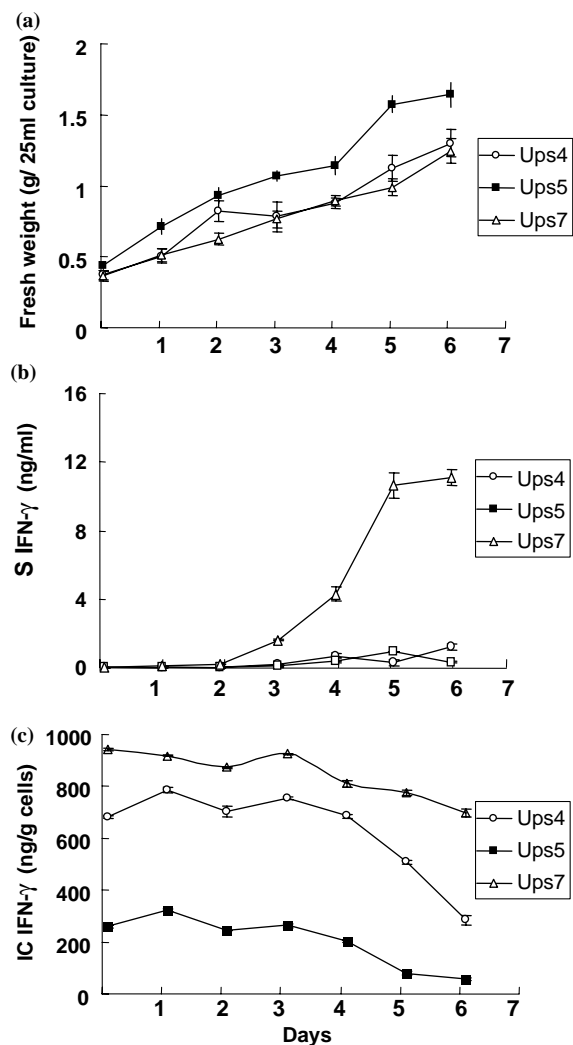 (a)
Fresh weight (g/ 25ml culture)
2
1.5
1
0.5
0
1 2 3 4 5 6 7
Ups4
Ups5
Ups7
(b)
S IFN-γ (ng/ml)
16
12
8
4
0
1 2 3 4 5 6 7
Ups4
Ups5
Ups7
(c)
IC IFN-γ (ng/g cells)
1000
800
600
400
200
0
1 2 3 4 5 6 7
Days
Ups4
Ups5
Ups7